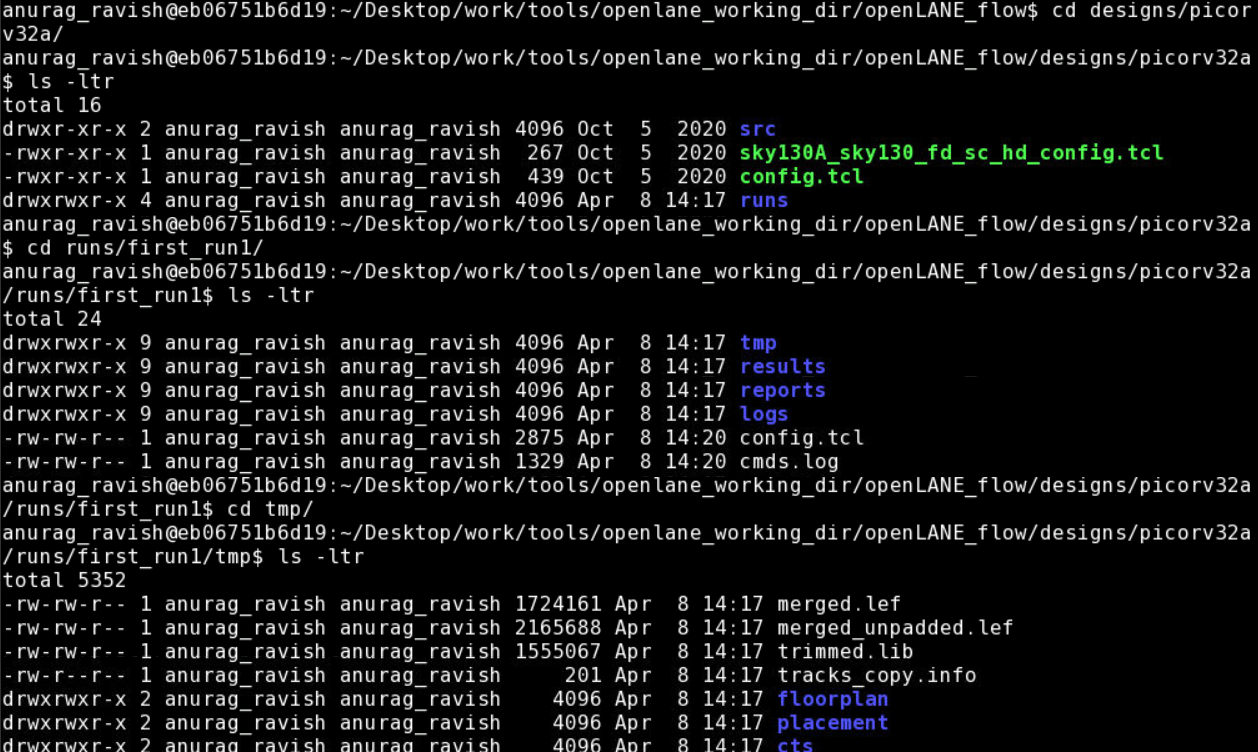 anurag_ravish@eb06751b6d19:~/Desktop/work/tools/openlane_working_dir/openLANE_flow$ cd designs/picor
v32a/
anurag_ravish@eb06751b6d19:~/Desktop/work/tools/openlane_working_dir/openLANE_flow/designs/picorv32a
$ ls -ltr
total 16
drwxr-xr-x 2 anurag_ravish anurag_ravish 4096 Oct  5  2020 src
-rwxr-xr-x 1 anurag_ravish anurag_ravish  267 Oct  5  2020 sky130A_sky130_fd_sc_hd_config.tcl
-rwxr-xr-x 1 anurag_ravish anurag_ravish  439 Oct  5  2020 config.tcl
drwxrwxr-x 4 anurag_ravish anurag_ravish 4096 Apr  8 14:17 runs
anurag_ravish@eb06751b6d19:~/Desktop/work/tools/openlane_working_dir/openLANE_flow/designs/picorv32a
$ cd runs/first_run1/
anurag_ravish@eb06751b6d19:~/Desktop/work/tools/openlane_working_dir/openLANE_flow/designs/picorv32a
/runs/first_run1$ ls -ltr
total 24
drwxrwxr-x 9 anurag_ravish anurag_ravish 4096 Apr  8 14:17 tmp
drwxrwxr-x 9 anurag_ravish anurag_ravish 4096 Apr  8 14:17 results
drwxrwxr-x 9 anurag_ravish anurag_ravish 4096 Apr  8 14:17 reports
drwxrwxr-x 9 anurag_ravish anurag_ravish 4096 Apr  8 14:17 logs
-rw-rw-r-- 1 anurag_ravish anurag_ravish 2875 Apr  8 14:20 config.tcl
-rw-rw-r-- 1 anurag_ravish anurag_ravish 1329 Apr  8 14:20 cmds.log
anurag_ravish@eb06751b6d19:~/Desktop/work/tools/openlane_working_dir/openLANE_flow/designs/picorv32a
/runs/first_run1$ cd tmp/
anurag_ravish@eb06751b6d19:~/Desktop/work/tools/openlane_working_dir/openLANE_flow/designs/picorv32a
/runs/first_run1/tmp$ ls -ltr
total 5352
-rw-rw-r-- 1 anurag_ravish anurag_ravish 1724161 Apr  8 14:17 merged.lef
-rw-rw-r-- 1 anurag_ravish anurag_ravish 2165688 Apr  8 14:17 merged_unpadded.lef
-rw-rw-r-- 1 anurag_ravish anurag_ravish 1555067 Apr  8 14:17 trimmed.lib
-rw-r--r-- 1 anurag_ravish anurag_ravish     201 Apr  8 14:17 tracks_copy.info
drwxrwxr-x 2 anurag_ravish anurag_ravish    4096 Apr  8 14:17 floorplan
drwxrwxr-x 2 anurag_ravish anurag_ravish    4096 Apr  8 14:17 placement
drwxrwxr-x 2 anurag_ravish anurag_ravish    4096 Apr  8 14:17 cts